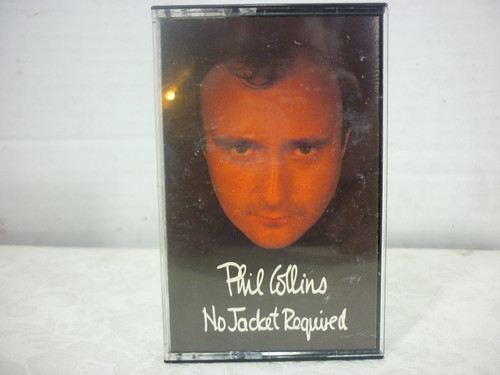 Phil Collins
No Jacket Required